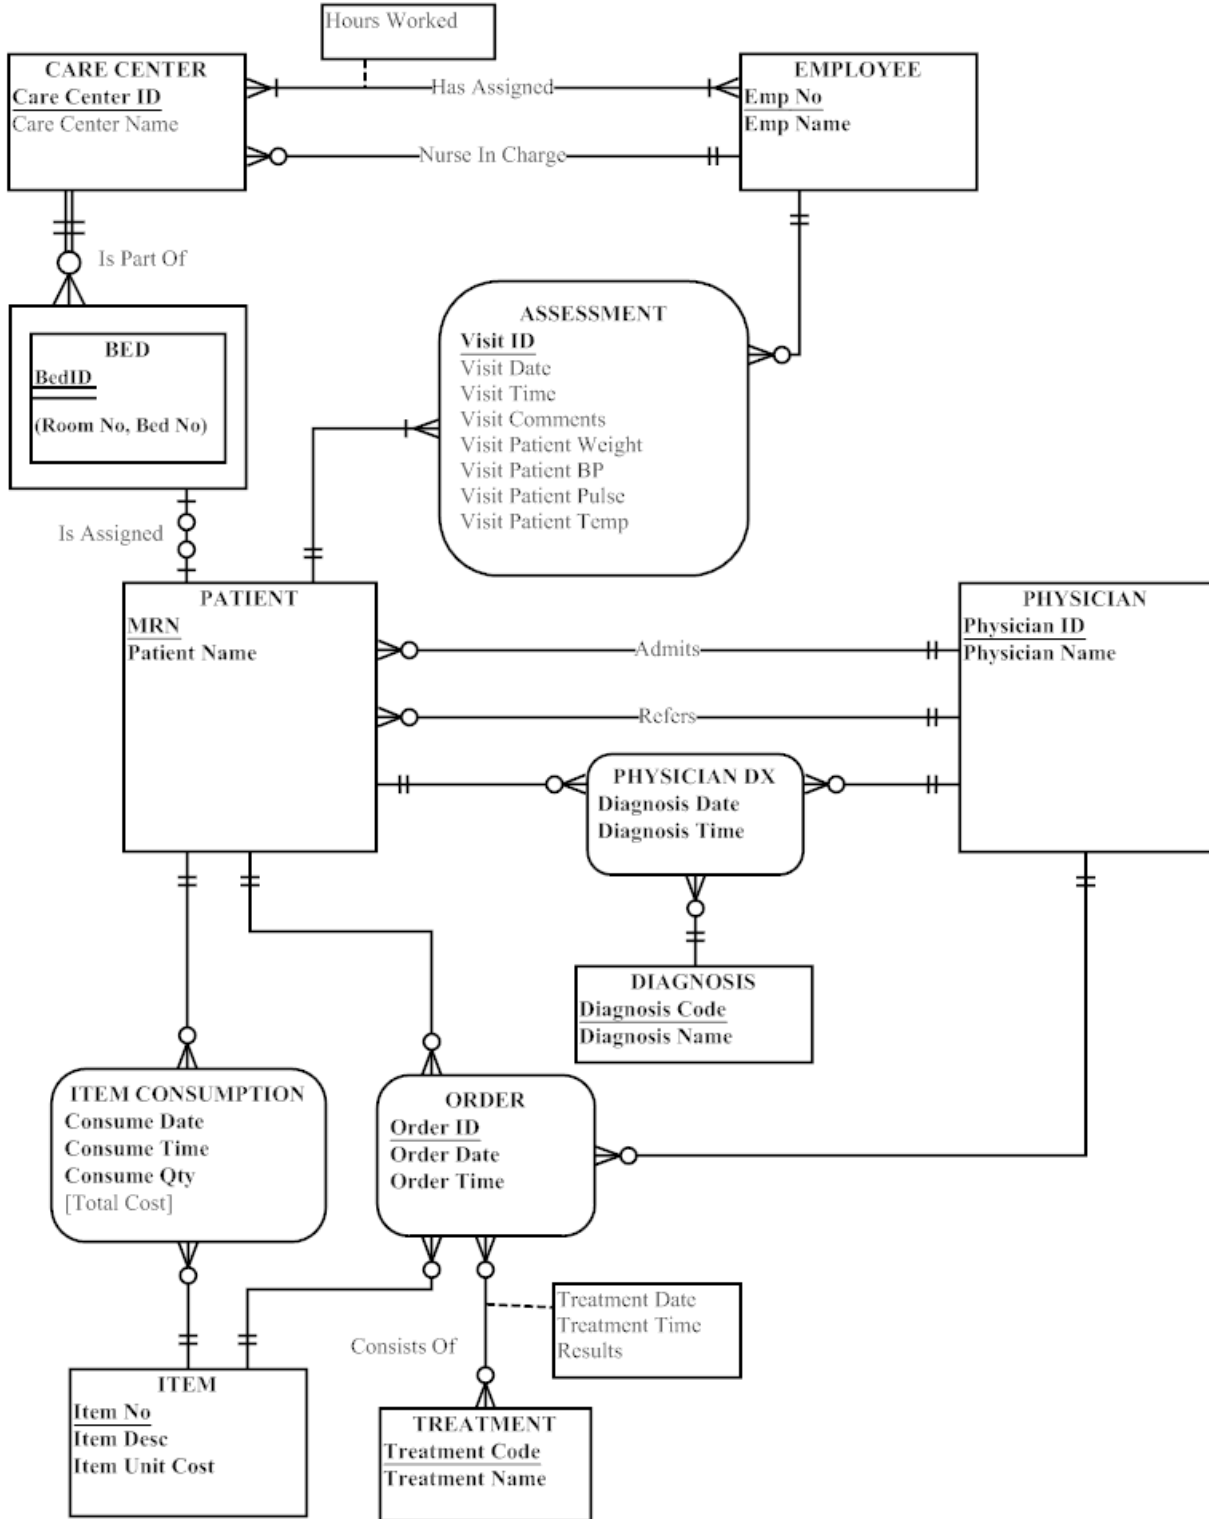 Hours Worked
CARE CENTER
Care Center ID
Care Center Name
Has Assigned
EMPLOYEE
Emp No
Emp Name
Nurse In Charge
Is Part Of
BED
BedID
(Room No, Bed No)
ASSESSMENT
Visit ID
Visit Date
Visit Time
Visit Comments
Visit Patient Weight
Visit Patient BP
Visit Patient Pulse
Visit Patient Temp
Is Assigned
PATIENT
MRN
Patient Name
Admits
Refers
PHYSICIAN
Physician ID
Physician Name
PHYSICIAN DX
Diagnosis Date
Diagnosis Time
DIAGNOSIS
Diagnosis Code
Diagnosis Name
ITEM CONSUMPTION
Consume Date
Consume Time
Consume Qty
[Total Cost]
ORDER
Order ID
Order Date
Order Time
Consists Of
Treatment Date
Treatment Time
Results
ITEM
Item No
Item Desc
Item Unit Cost
TREATMENT
Treatment Code
Treatment Name